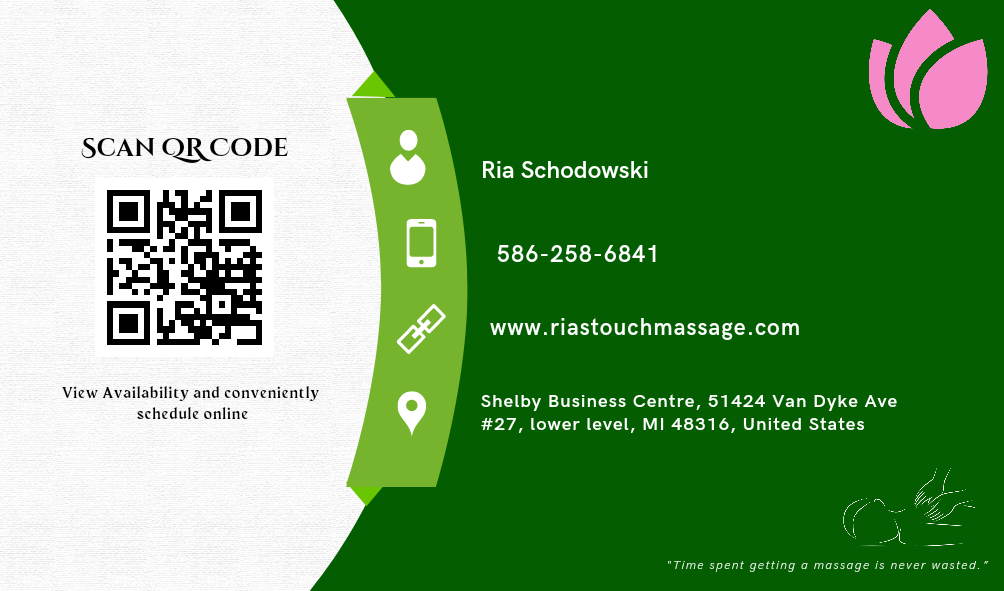 SCAN QR CODE
View Availability and conveniently
schedule online
Ria Schodowski
586-258-6841
www.riastouchmassage.com
Shelby Business Centre, 51424 Van Dyke Ave
#27, lower level, MI 48316, United States
"Time spent getting a massage is never wasted."